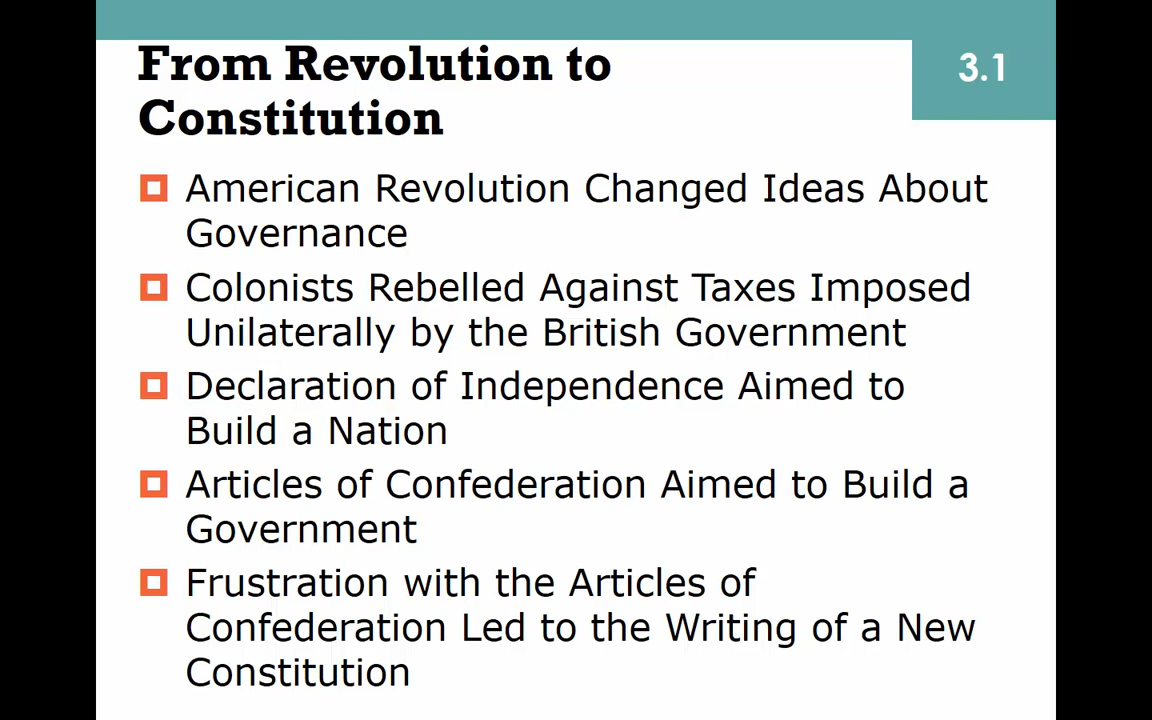 From Revolution to
Constitution
3.1
American Revolution Changed Ideas About
Governance
Colonists Rebelled Against Taxes Imposed
Unilaterally by the British Government
Declaration of Independence Aimed to
Build a Nation
Articles of Confederation Aimed to Build a
Government
Frustration with the Articles of
Confederation Led to the Writing of a New
Constitution